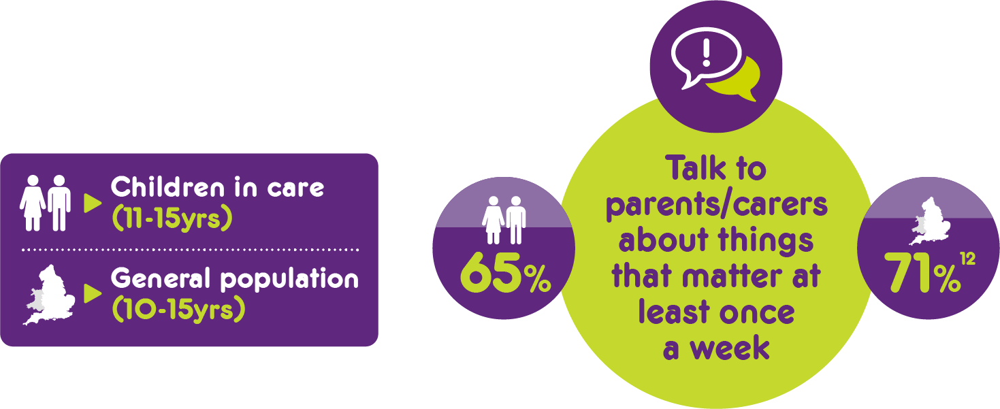 Children in care
(11-15yrs)
General population
(10-15yrs)
!
Talk to
parents/carers
about things
that matter at
least once
a week
65%
71%12